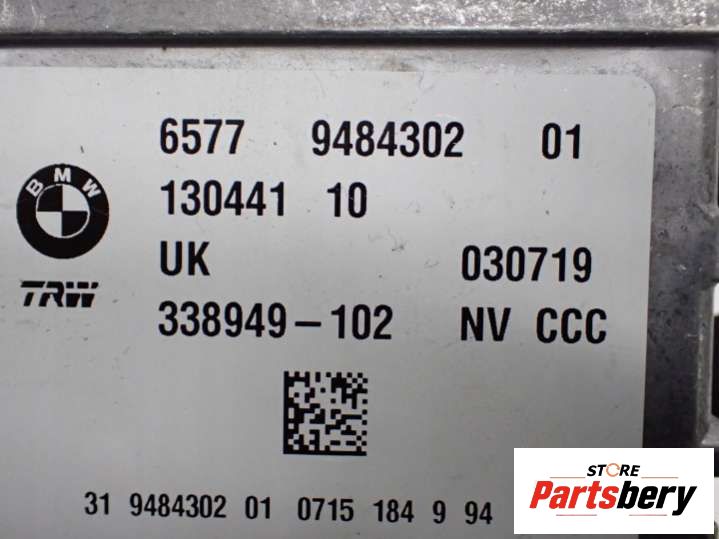 6577 9484302 01
BMW
130441 10
UK 030719
TRW
338949-102 NV CCC
31 9484302 01 0715 184 9 94
STORE
Partsbery